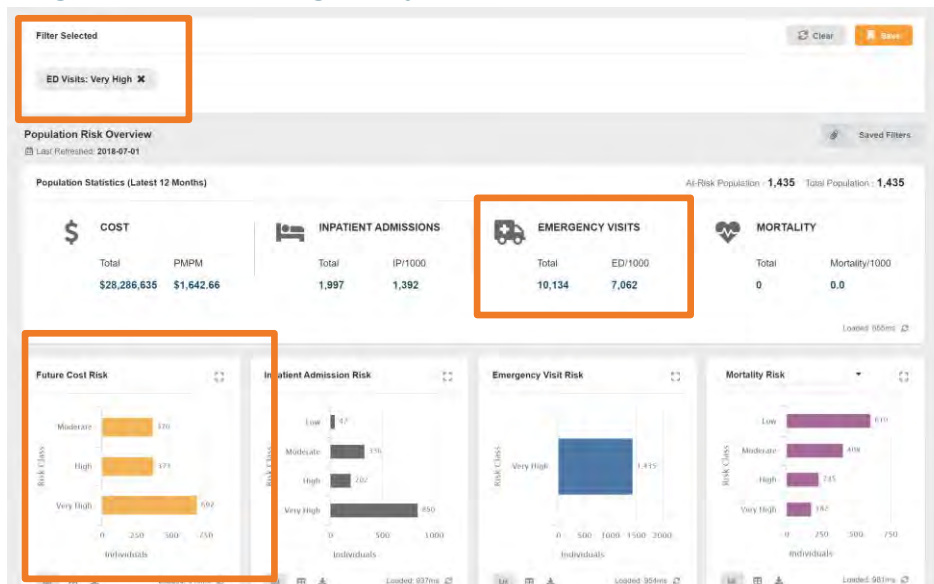 Filter Selected
Clear
Save
ED Visits: Very High ✖
Population Risk Overview
Last Refreshed: 2018-07-01
Saved Filters
Population Statistics (Latest 12 Months)
At-Risk Population : 1,435 Total Population : 1,435
COST
Total PMPM
$28,286,635 $1,642.66
INPATIENT ADMISSIONS
Total IP/1000
1,997 1,392
EMERGENCY VISITS
Total ED/1000
10,134 7,062
MORTALITY
Total Mortality/1000
0 0.0
Future Cost Risk
Risk Class
Moderate
High
Very High 692
0 250 500 750
Individuals
Inpatient Admission Risk
Risk Class
Low 47
Moderate
High 202
Very High
0 500 1000
Individuals
Loaded: 937ms
Emergency Visit Risk
Risk Class
Very High 1,435
0 500 1000 1500 2000
Individuals
Loaded: 954ms
Mortality Risk
Risk Class
Low
Moderate
High
Very High
0 250 500 750
Individuals
Loaded: 981ms